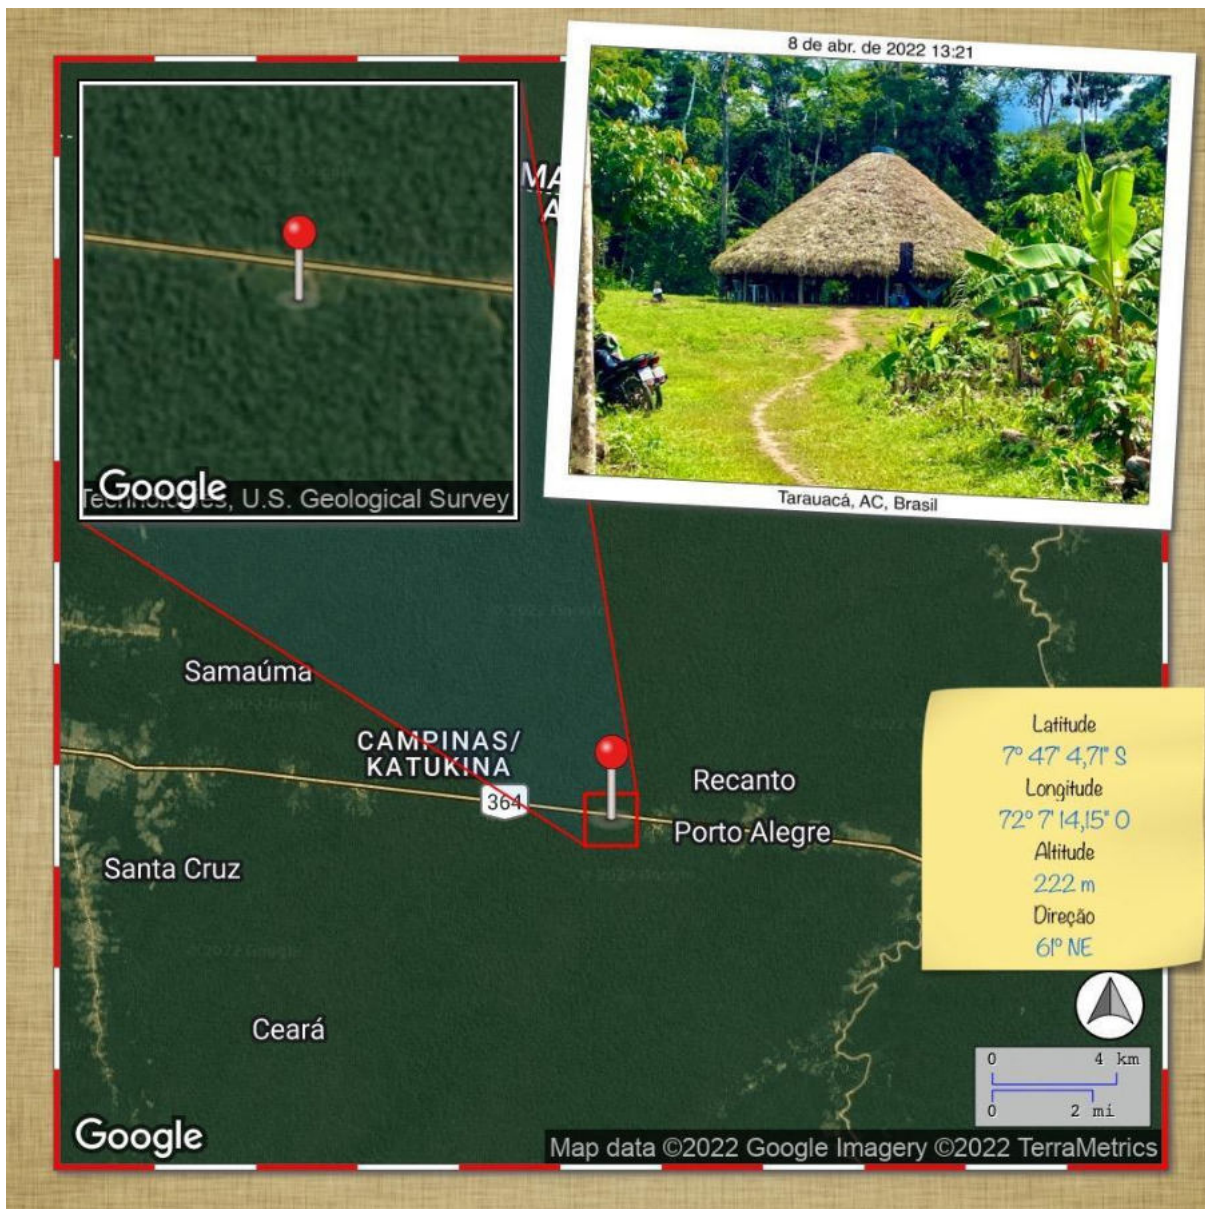 8 de abr. de 2022 13:21
Tarauacá, AC, Brasil
MA
A
Google
Technologies, U.S. Geological Survey
Samaúma
CAMPINAS/
KATUKINA
364
Recanto
Porto Alegre
Santa Cruz
Ceará
Latitude
7° 47' 4,71" S
Longitude
72° 7' 14,15" O
Altitude
222 m
Direção
61° NE
0 4 km
0 2 mi
Google
Map data ©2022 Google Imagery ©2022 TerraMetrics